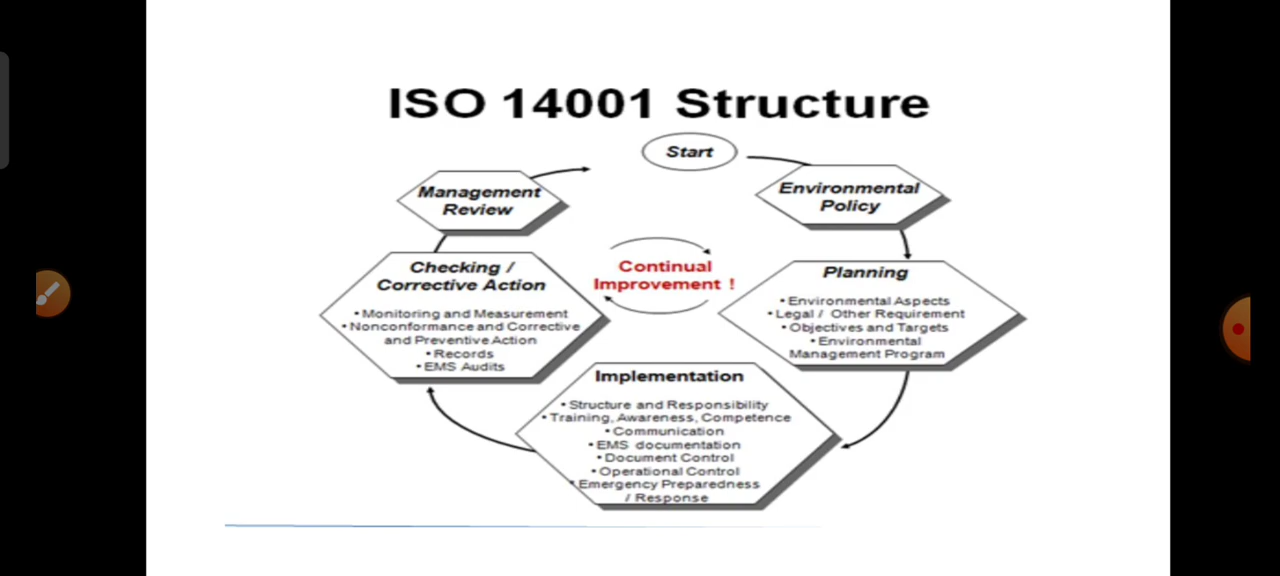 ISO 14001 Structure
Start
Environmental
Policy
Planning
• Environmental Aspects
• Legal / Other Requirement
• Objectives and Targets
• Environmental
Management Program
Implementation
• Structure and Responsibility
• Training, Awareness, Competence
• Communication
• EMS documentation
• Document Control
• Operational Control
• Emergency Preparedness
/ Response
Checking /
Corrective Action
• Monitoring and Measurement
• Nonconformance and Corrective
and Preventive Action
• Records
• EMS Audits
Management
Review
Continual
Improvement !